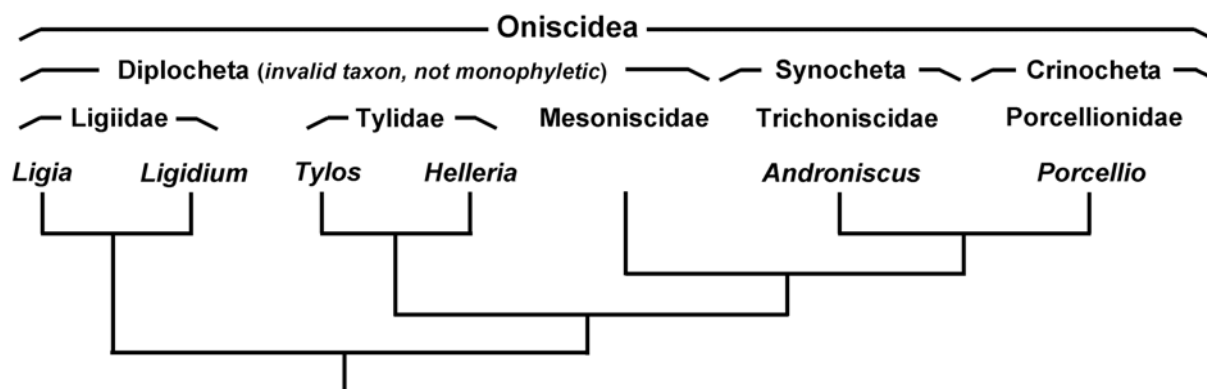 Oniscidea
Diplocheta (invalid taxon, not monophyletic) Synocheta Crinocheta
Ligiidae Tylidae Mesoniscidae Trichoniscidae Porcellionidae
Ligia Ligidium Tylos Helleria Androniscus Porcellio